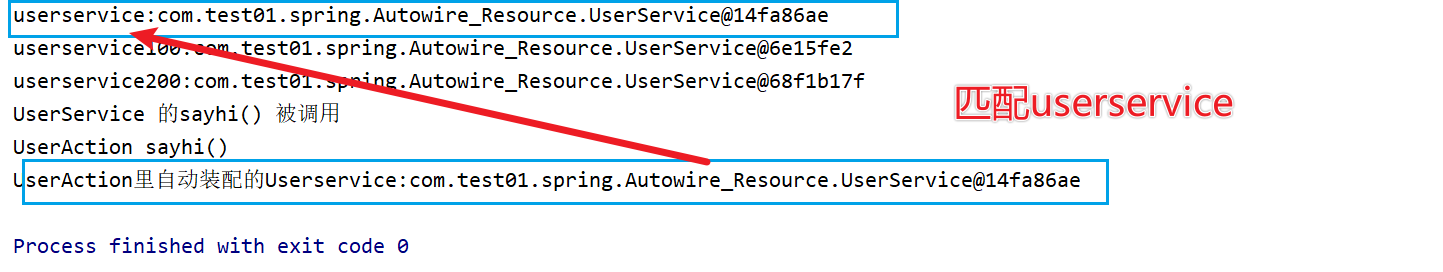 userservice:com.test01.spring.Autowire_Resource.UserService@14fa86ae
userservice100:com.test01.spring.Autowire_Resource.UserService@6e15fe2
userservice200:com.test01.spring.Autowire_Resource.UserService@68f1b17f
匹配userservice
UserService 的sayhi() 被调用
UserAction sayhi()
UserAction里自动装配的Userservice:com.test01.spring.Autowire_Resource.UserService@14fa86ae
Process finished with exit code 0